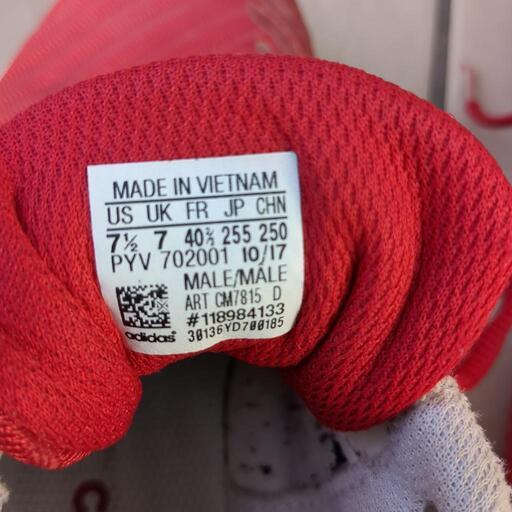 MADE IN VIETNAM
US UK FR JP CHN
7½ 7 40⅔ 255 250
PYV 702001 10/17
MALE/MÂLE
ART CM7815 D
#118984133
adidas® 30136YD700185